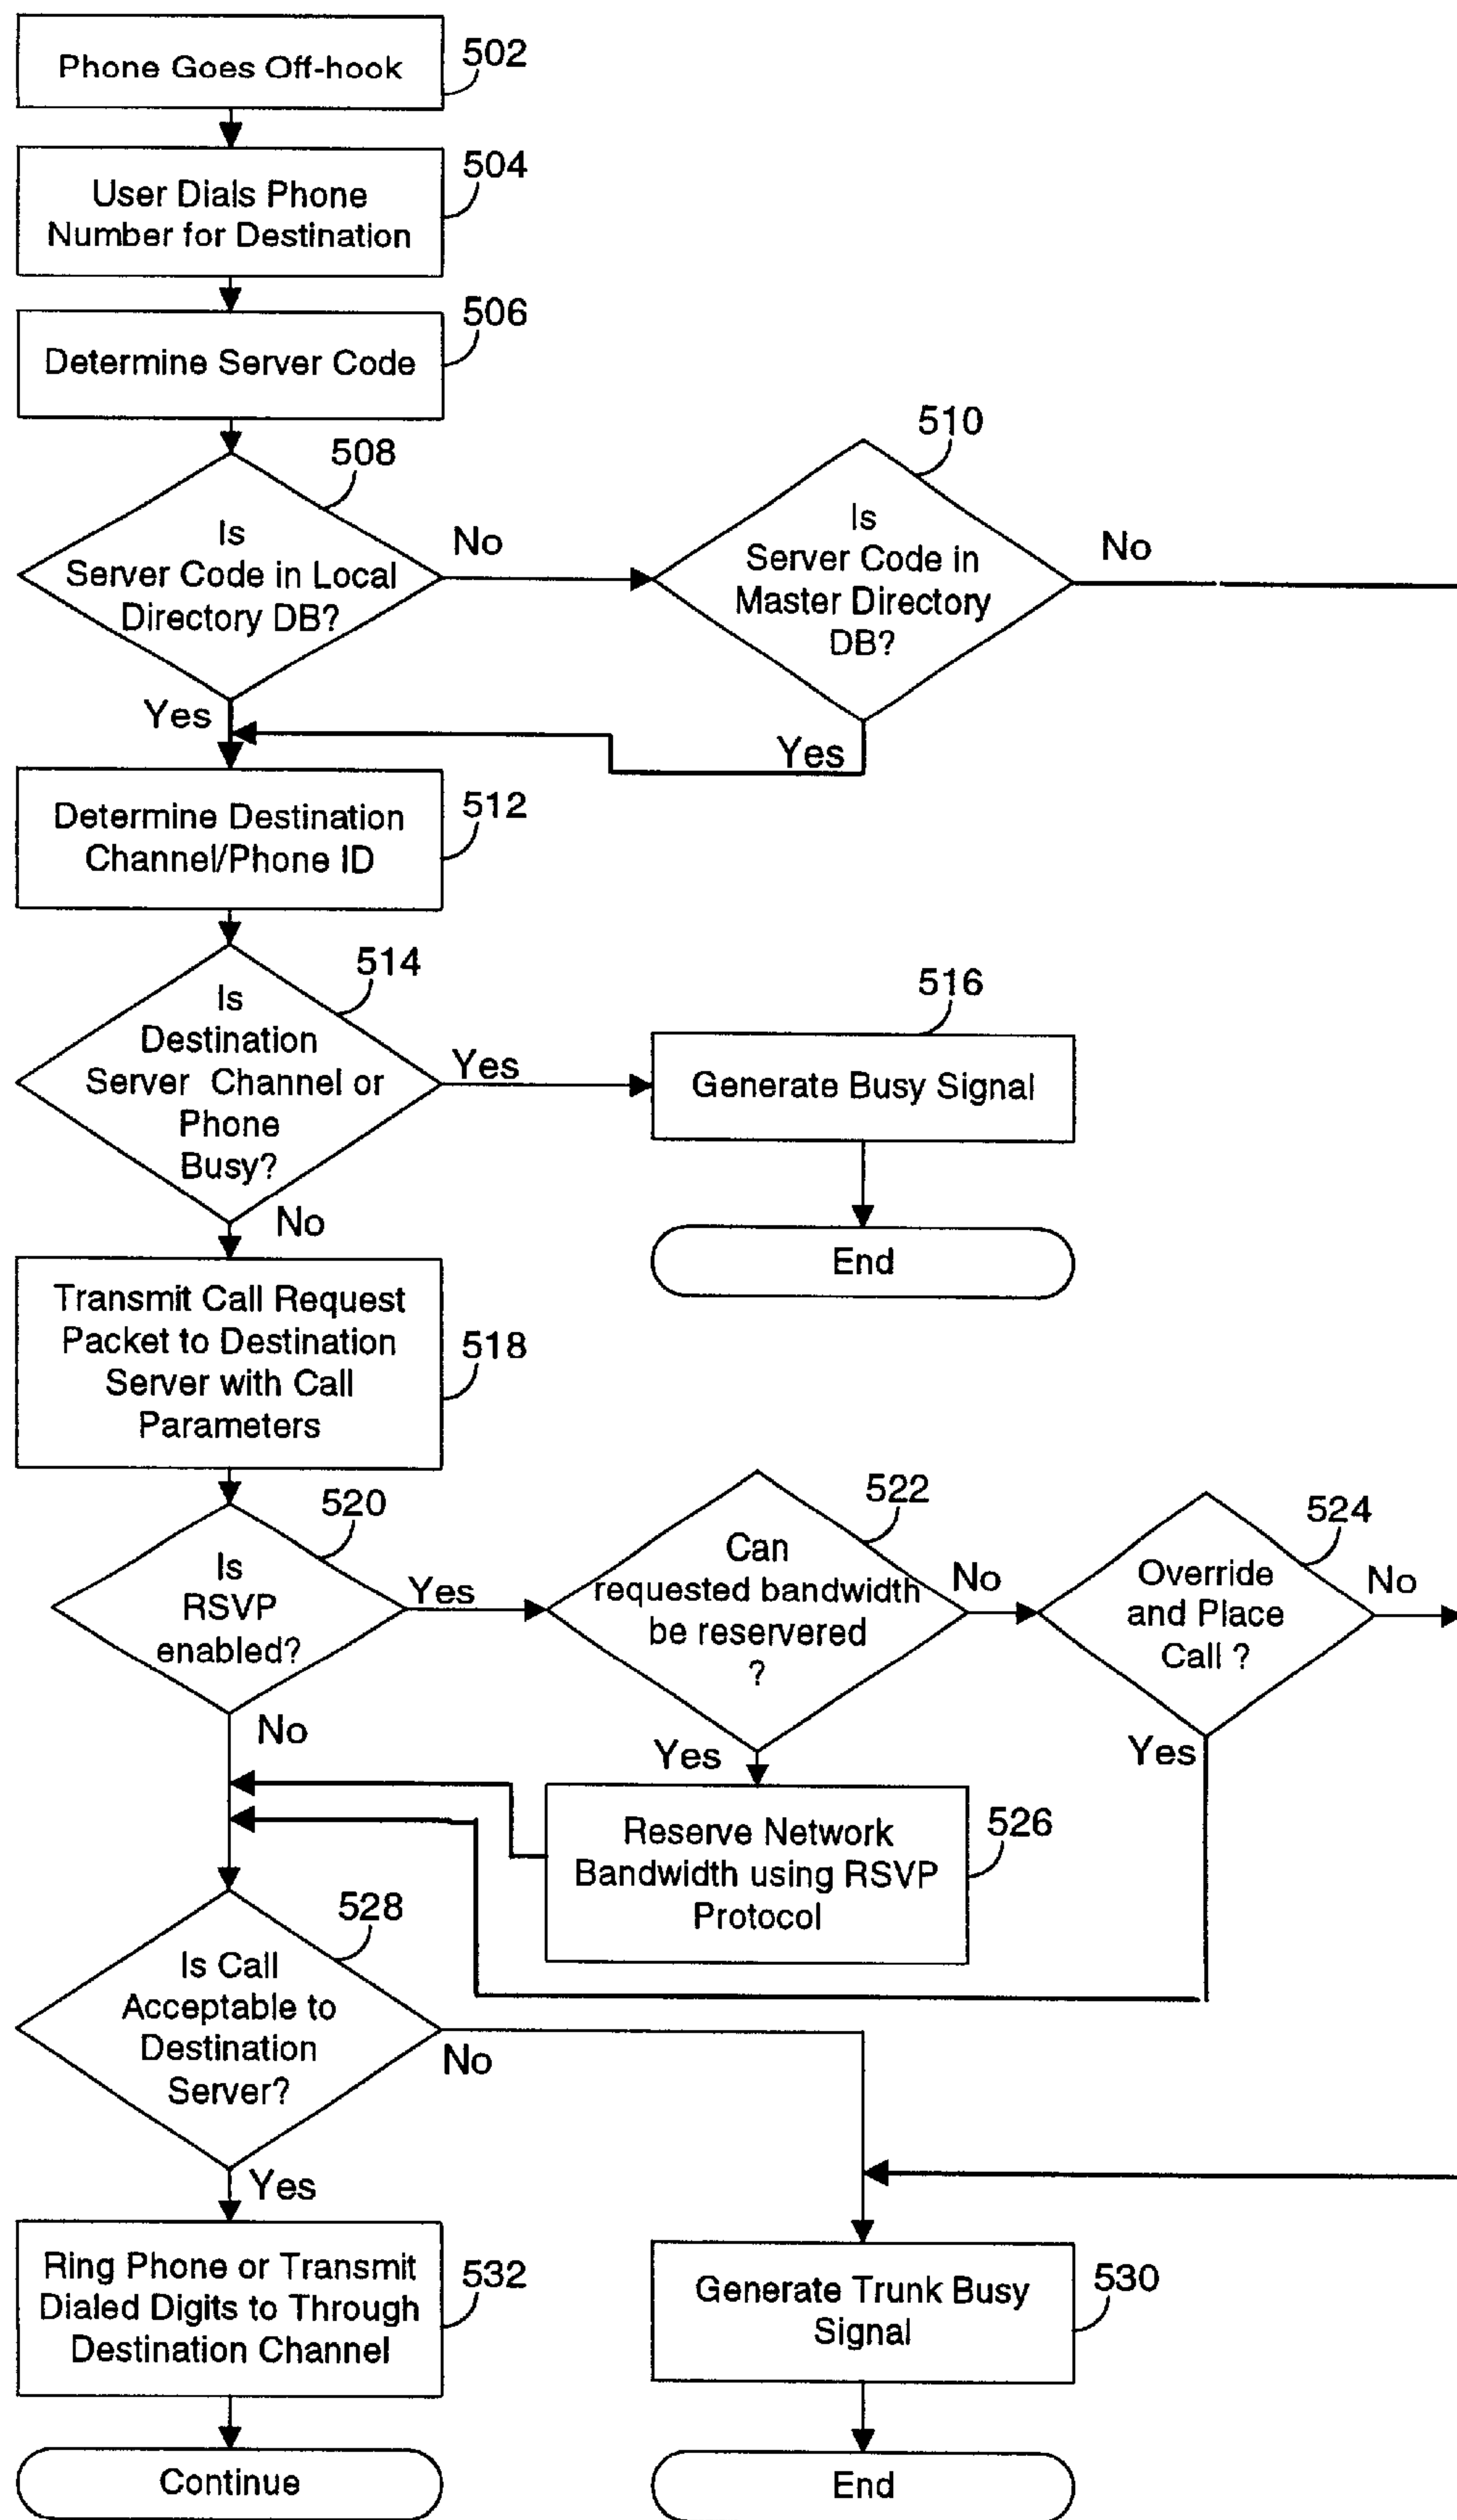 Phone Goes Off-hook
502
User Dials Phone
Number for Destination
504
Determine Server Code
506
Is
Server Code in Local
Directory DB?
508
No
Yes
Is
Server Code in
Master Directory
DB?
510
No
Yes
Determine Destination
Channel/Phone ID
512
Is
Destination
Server Channel or
Phone
Busy?
514
Yes
No
Generate Busy Signal
516
End
Transmit Call Request
Packet to Destination
Server with Call
Parameters
518
Is
RSVP
enabled?
520
Yes
No
Can
requested bandwidth
be reservered
?
522
No
Yes
Override
and Place
Call ?
524
No
Yes
Reserve Network
Bandwidth using RSVP
Protocol
526
Is Call
Acceptable to
Destination
Server?
528
No
Yes
Ring Phone or Transmit
Dialed Digits to Through
Destination Channel
532
Generate Trunk Busy
Signal
530
Continue
End